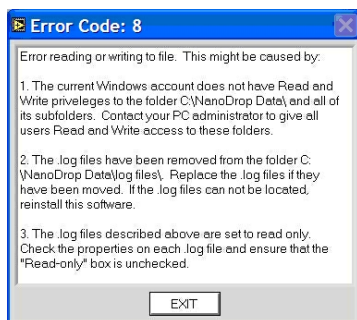 Error Code: 8
Error reading or writing to file.  This might be caused by:
1. The current Windows account does not have Read and
Write priveleges to the folder C:\NanoDrop Data\ and all of
its subfolders.  Contact your PC administrator to give all
users Read and Write access to these folders.
2. The .log files have been removed from the folder C:
\NanoDrop Data\log files\.  Replace the .log files if they
have been moved.  If the .log files can not be located,
reinstall this software.
3. The .log files described above are set to read only.
Check the properties on each .log file and ensure that the
"Read-only" box is unchecked.
EXIT